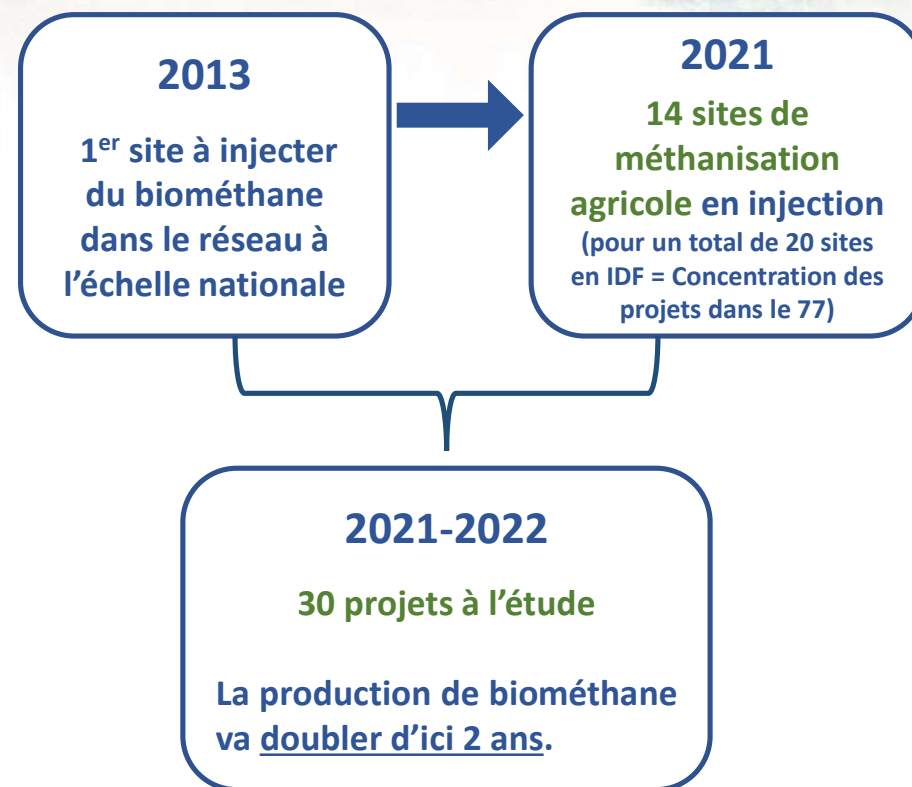 2013
1er site à injecter
du biométhane
dans le réseau à
l’échelle nationale
2021
14 sites de
méthanisation
agricole en injection
(pour un total de 20 sites
en IDF = Concentration des
projets dans le 77)
2021-2022
30 projets à l’étude
La production de biométhane
va doubler d’ici 2 ans.